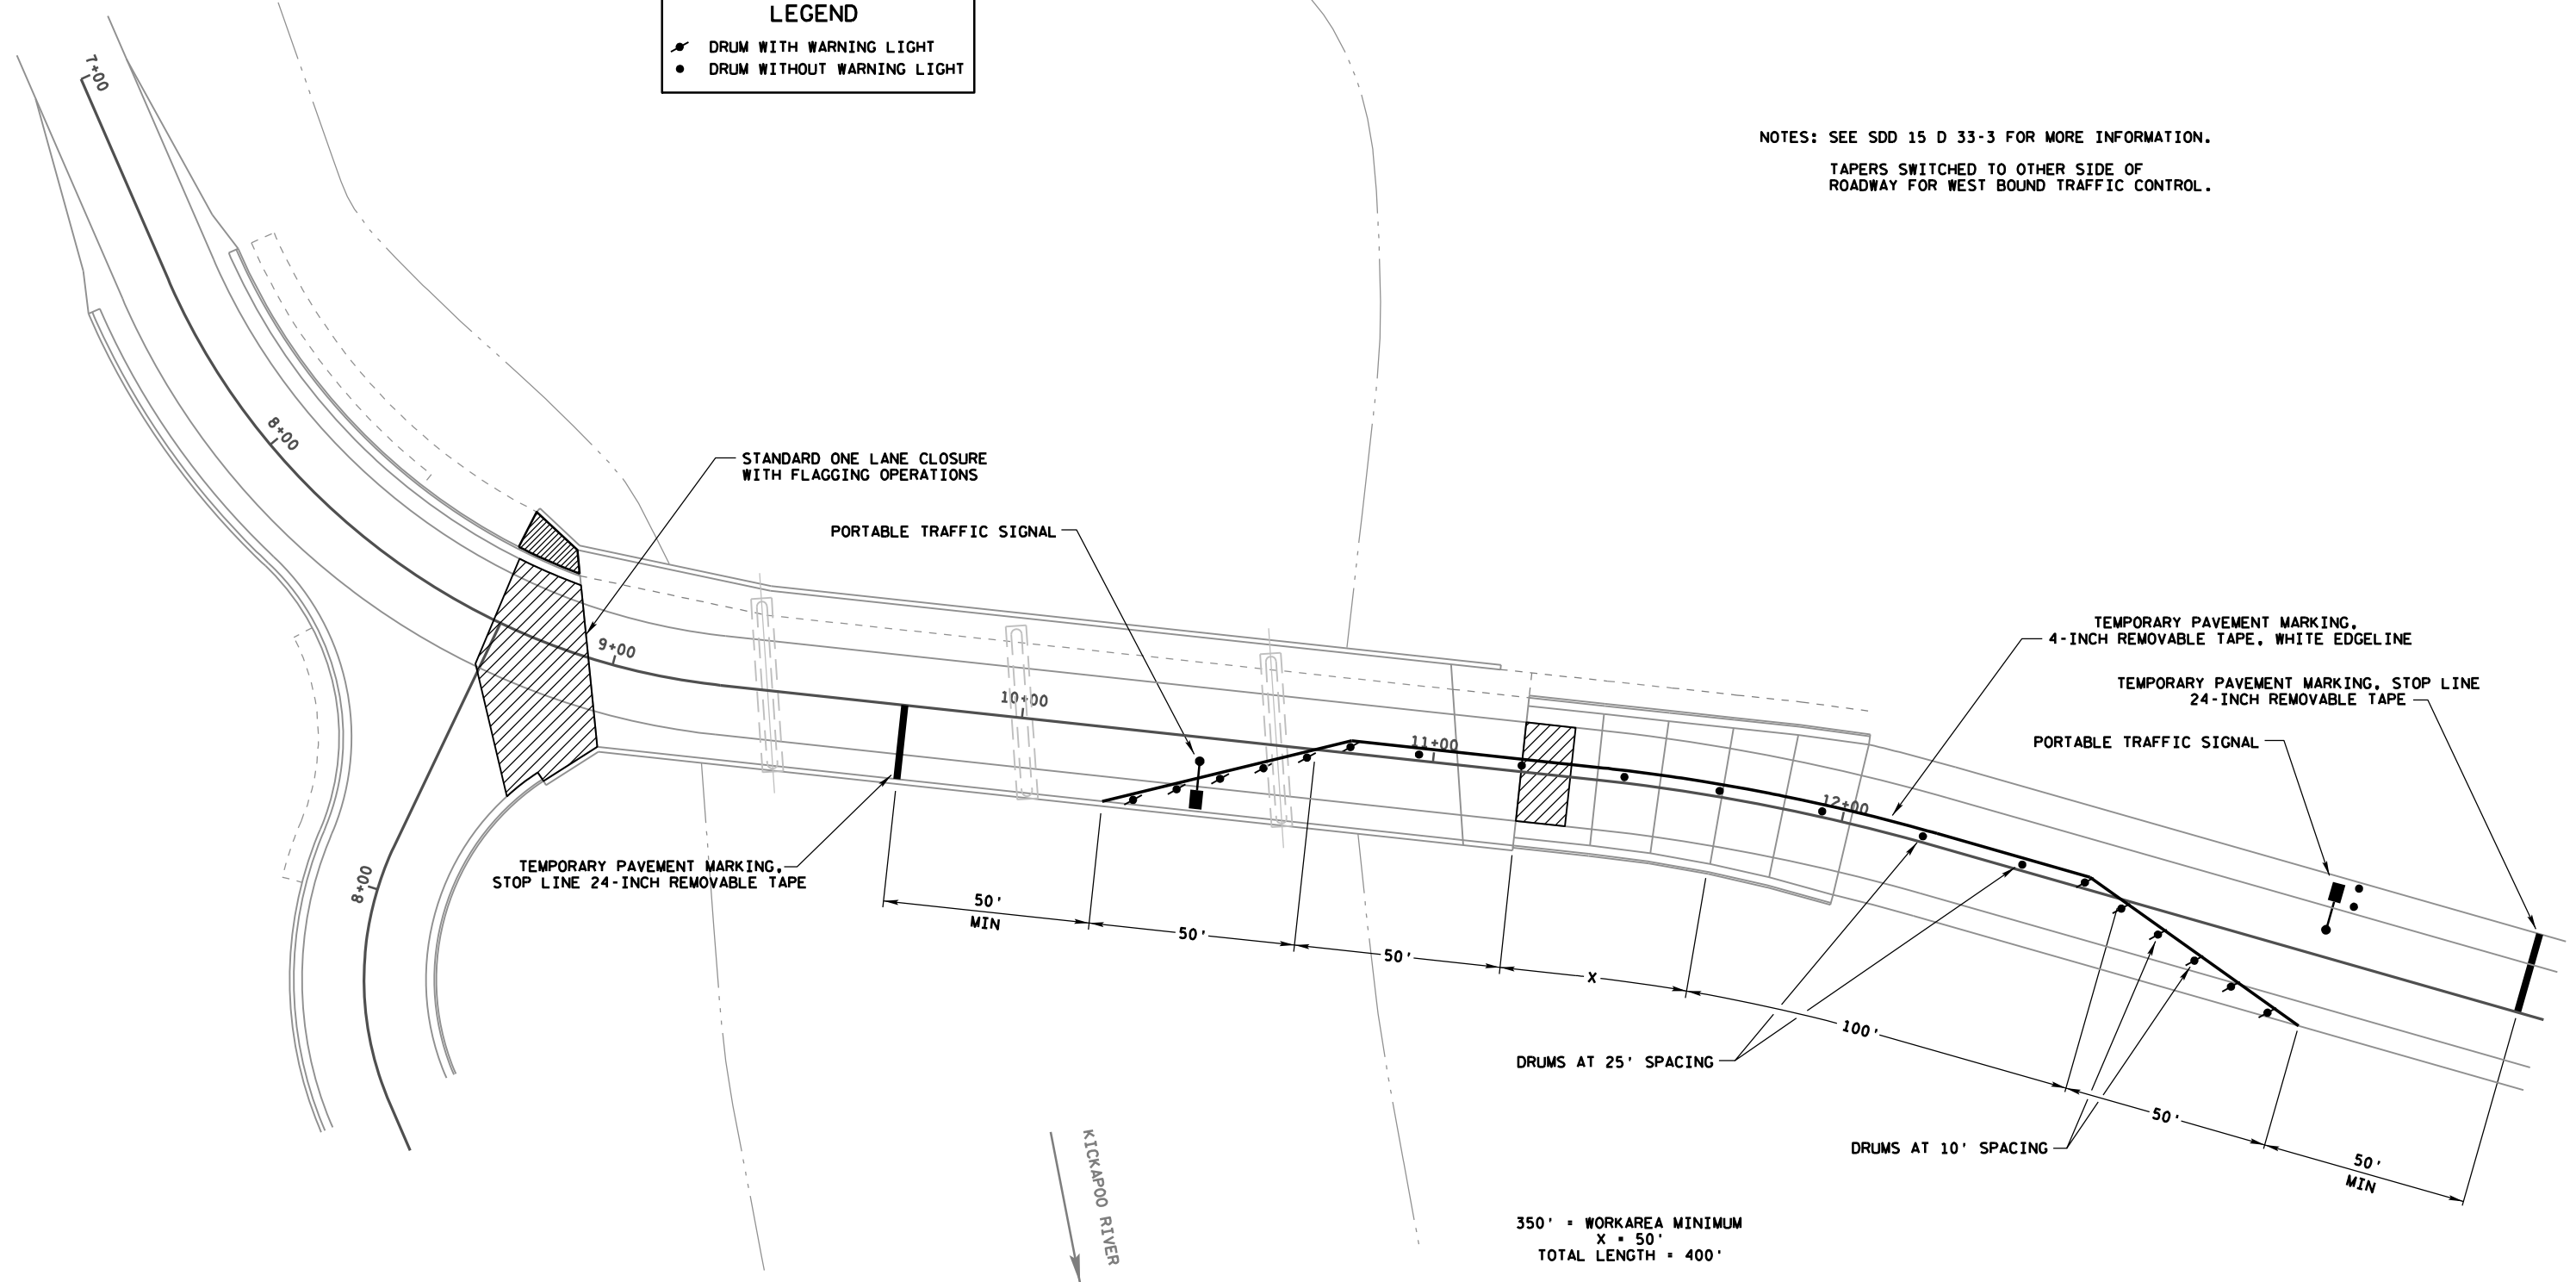 LEGEND
DRUM WITH WARNING LIGHT
DRUM WITHOUT WARNING LIGHT
7+00
NOTES: SEE SDD 15 D 33-3 FOR MORE INFORMATION.
TAPERS SWITCHED TO OTHER SIDE OF
ROADWAY FOR WEST BOUND TRAFFIC CONTROL.
8+00
STANDARD ONE LANE CLOSURE
WITH FLAGGING OPERATIONS
PORTABLE TRAFFIC SIGNAL
9+00
10+00
11+00
12+00
TEMPORARY PAVEMENT MARKING,
4-INCH REMOVABLE TAPE, WHITE EDGELINE
TEMPORARY PAVEMENT MARKING, STOP LINE
24-INCH REMOVABLE TAPE
PORTABLE TRAFFIC SIGNAL
8+00
TEMPORARY PAVEMENT MARKING,
STOP LINE 24-INCH REMOVABLE TAPE
50'
MIN
50'
50'
X
100'
50'
50'
MIN
DRUMS AT 25' SPACING
DRUMS AT 10' SPACING
KICKAPOO RIVER
350' = WORKAREA MINIMUM
X = 50'
TOTAL LENGTH = 400'